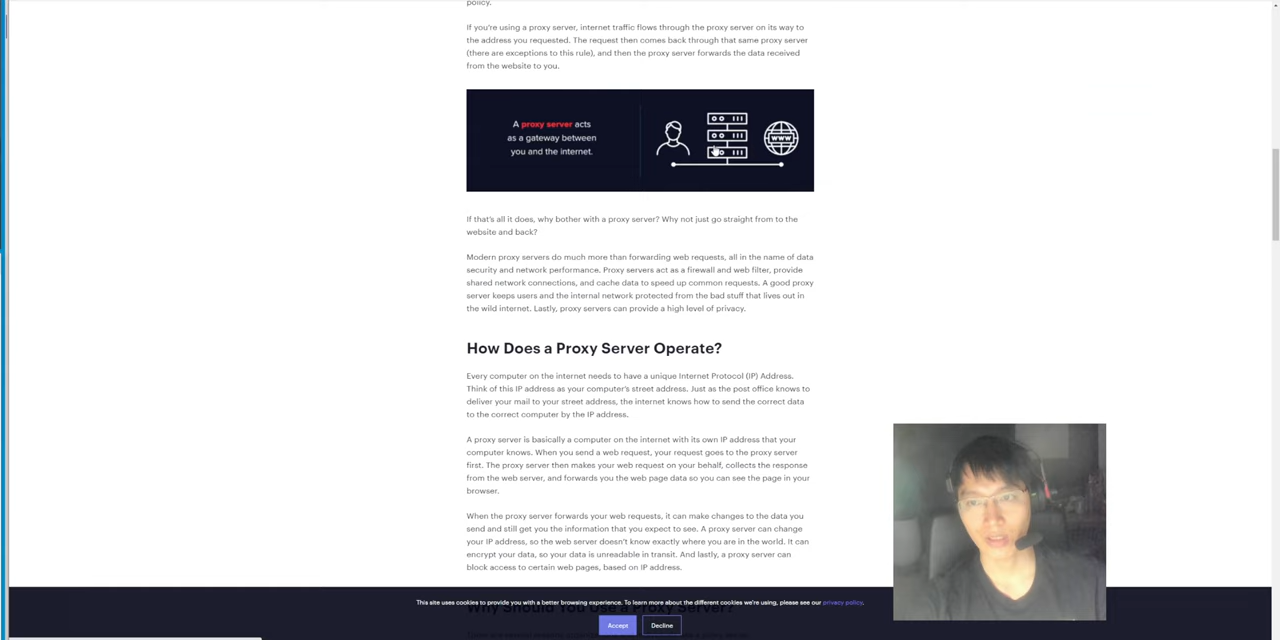 policy.
If you're using a proxy server, internet traffic flows through the proxy server on its way to
the address you requested. The request then comes back through that same proxy server
(there are exceptions to this rule), and then the proxy server forwards the data received
from the website to you.
A proxy server acts
as a gateway between
you and the internet.
WWW
If that's all it does, why bother with a proxy server? Why not just go straight from to the
website and back?
Modern proxy servers do much more than forwarding web requests, all in the name of data
security and network performance. Proxy servers act as a firewall and web filter, provide
shared network connections, and cache data to speed up common requests. A good proxy
server keeps users and the internal network protected from the bad stuff that lives out in
the wild internet. Lastly, proxy servers can provide a high level of privacy.
How Does a Proxy Server Operate?
Every computer on the internet needs to have a unique Internet Protocol (IP) Address.
Think of this IP address as your computer's street address. Just as the post office knows to
deliver your mail to your street address, the internet knows how to send the correct data
to the correct computer by the IP address.
A proxy server is basically a computer on the internet with its own IP address that your
computer knows. When you send a web request, your request goes to the proxy server
first. The proxy server then makes your web request on your behalf, collects the response
from the web server, and forwards you the web page data so you can see the page in your
browser.
When the proxy server forwards your web requests, it can make changes to the data you
send and still get you the information that you expect to see. A proxy server can change
your IP address, so the web server doesn't know exactly where you are in the world. It can
encrypt your data, so your data is unreadable in transit. And lastly, a proxy server can
block access to certain web pages, based on IP address.
This site uses cookies to provide you with a better browsing experience. To learn more about the different cookies we're using, please see our privacy policy.
Why Should You Use a Proxy Server?
Accept Decline